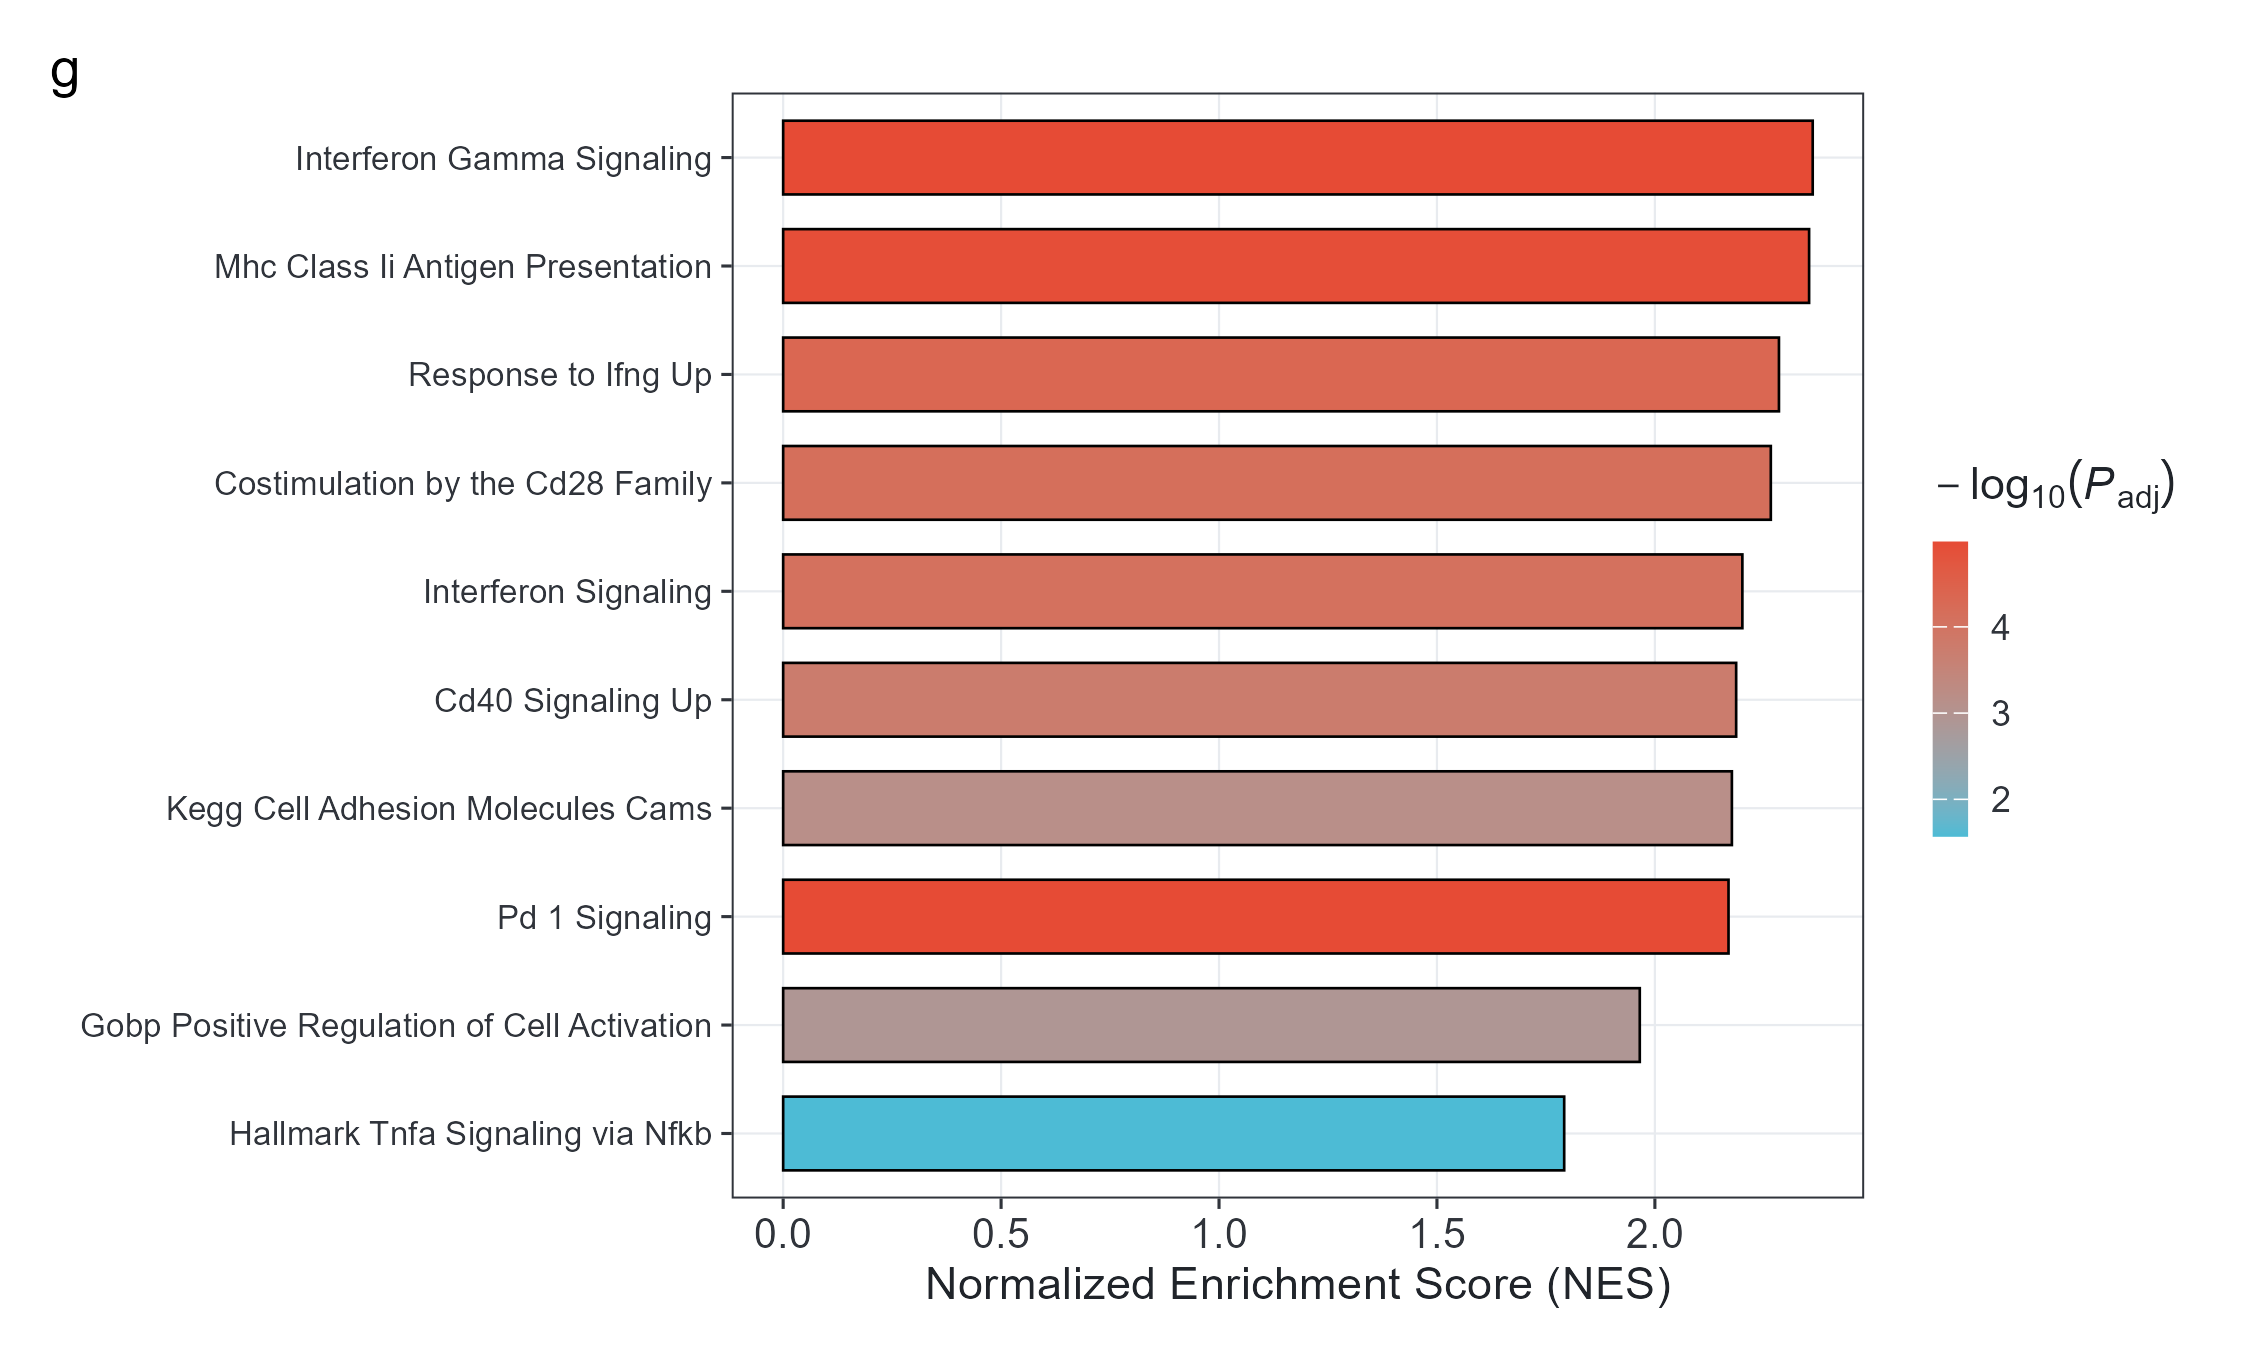 g
Interferon Gamma Signaling
Mhc Class Ii Antigen Presentation
Response to Ifng Up
Costimulation by the Cd28 Family
Interferon Signaling
Cd40 Signaling Up
Kegg Cell Adhesion Molecules Cams
Pd 1 Signaling
Gobp Positive Regulation of Cell Activation
Hallmark Tnfa Signaling via Nfkb
0.0 0.5 1.0 1.5 2.0
Normalized Enrichment Score (NES)
− log10(Padj)
4
3
2